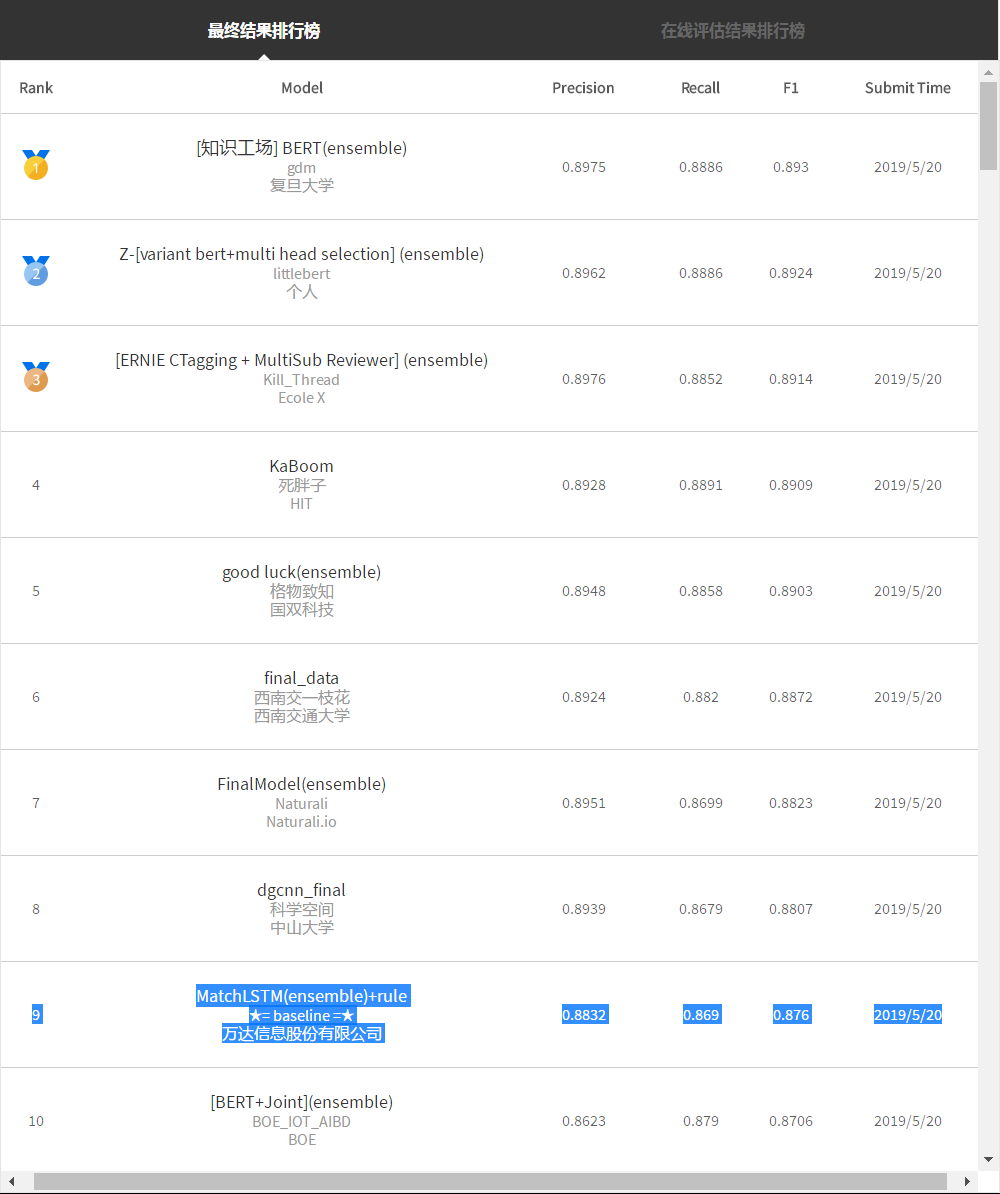 最终结果排行榜 在线评估结果排行榜
Rank Model Precision Recall F1 Submit Time
[知识工场] BERT(ensemble)
1 gdm 0.8975 0.8886 0.893 2019/5/20
复旦大学
Z-[variant bert+multi head selection] (ensemble)
2 littlebert 0.8962 0.8886 0.8924 2019/5/20
个人
[ERNIE CTagging + MultiSub Reviewer] (ensemble)
3 Kill_Thread 0.8976 0.8852 0.8914 2019/5/20
Ecole X
KaBoom
4 死胖子 0.8928 0.8891 0.8909 2019/5/20
HIT
good luck(ensemble)
5 格物致知 0.8948 0.8858 0.8903 2019/5/20
国双科技
final_data
6 西南交一枝花 0.8924 0.882 0.8872 2019/5/20
西南交通大学
FinalModel(ensemble)
7 Naturali 0.8951 0.8699 0.8823 2019/5/20
Naturali.io
dgcnn_final
8 科学空间 0.8939 0.8679 0.8807 2019/5/20
中山大学
MatchLSTM(ensemble)+rule
9 ★= baseline =★ 0.8832 0.869 0.876 2019/5/20
万达信息股份有限公司
[BERT+Joint](ensemble)
10 BOE_IOT_AIBD 0.8623 0.879 0.8706 2019/5/20
BOE